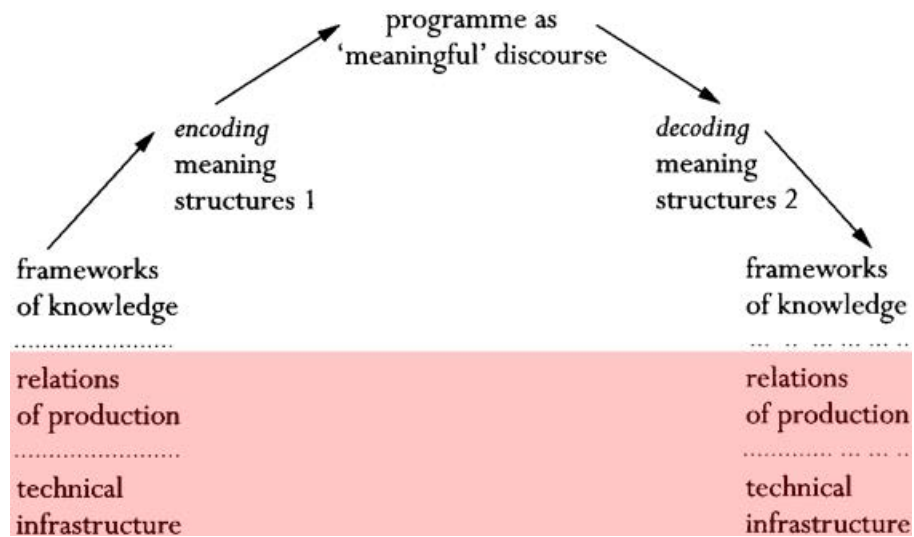 programme as
‘meaningful’ discourse
encoding
meaning
structures 1
decoding
meaning
structures 2
frameworks
of knowledge
relations
of production
technical
infrastructure
frameworks
of knowledge
relations
of production
technical
infrastructure